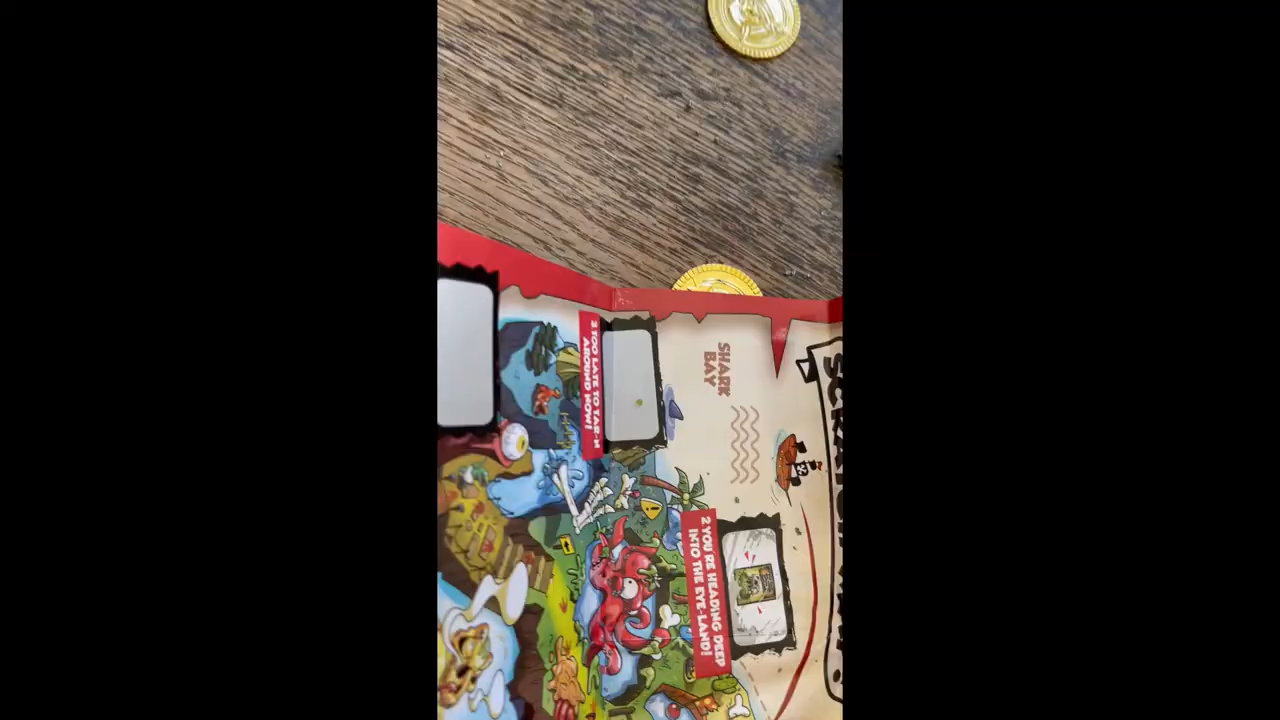 SHARK
BAY
2 YOU'RE HEADING DEEP
INTO THE EYE-LAND!
3 TOO LATE TO TAR-N
AROUND NOW!